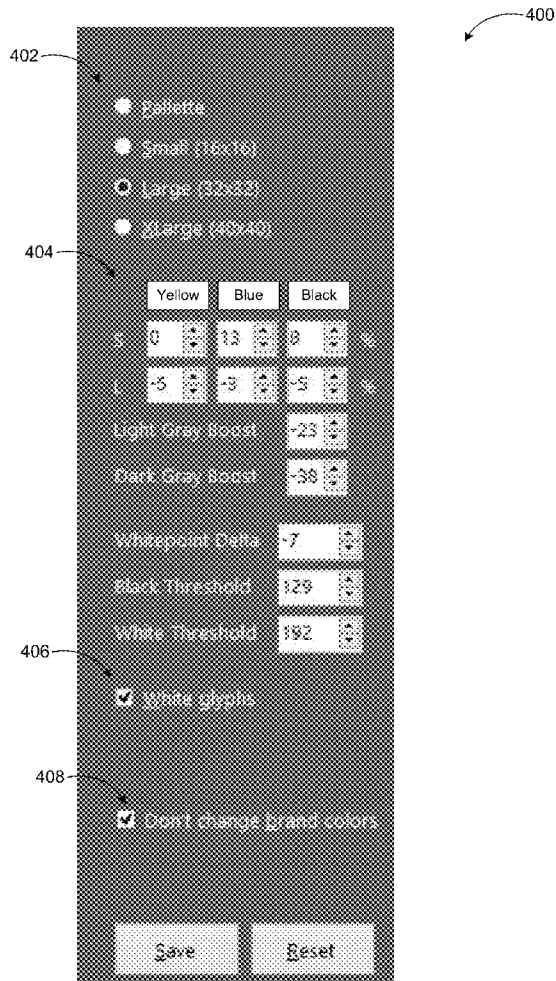 400
402
Pallette
Small (16x16)
Large (32x32)
XLarge (40x40)
404
Yellow Blue Black
S 0 13 8 %
L -5 -3 -5 %
Light Gray Boost -23
Dark Gray Boost -38
Whitepoint Delta -7
Black Threshold 129
White Threshold 192
406
White glyphs
408
Don't change brand colors
Save Reset